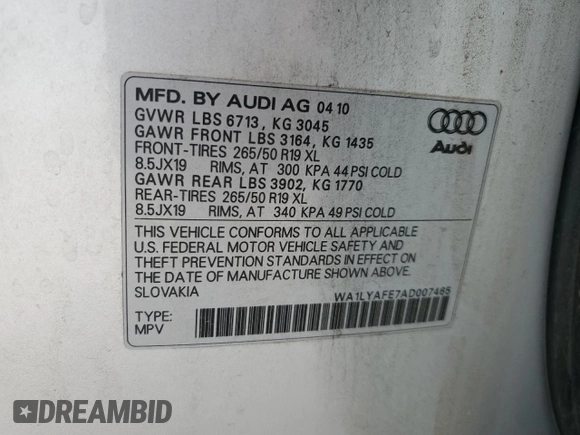 MFD. BY AUDI AG 04 10
GVWR LBS 6713, KG 3045
GAWR FRONT LBS 3164, KG 1435
FRONT-TIRES 265/50 R19 XL
8.5JX19 RIMS, AT 300 KPA 44 PSI COLD
GAWR REAR LBS 3902, KG 1770
REAR-TIRES 265/50 R19 XL
8.5JX19 RIMS, AT 340 KPA 49 PSI COLD
Audi
THIS VEHICLE CONFORMS TO ALL APPLICABLE
U.S. FEDERAL MOTOR VEHICLE SAFETY AND
THEFT PREVENTION STANDARDS IN EFFECT ON
THE DATE OF MANUFACTURE SHOWN ABOVE.
SLOVAKIA
WA1LYAFE7AD007465
TYPE:
MPV
DREAMBID